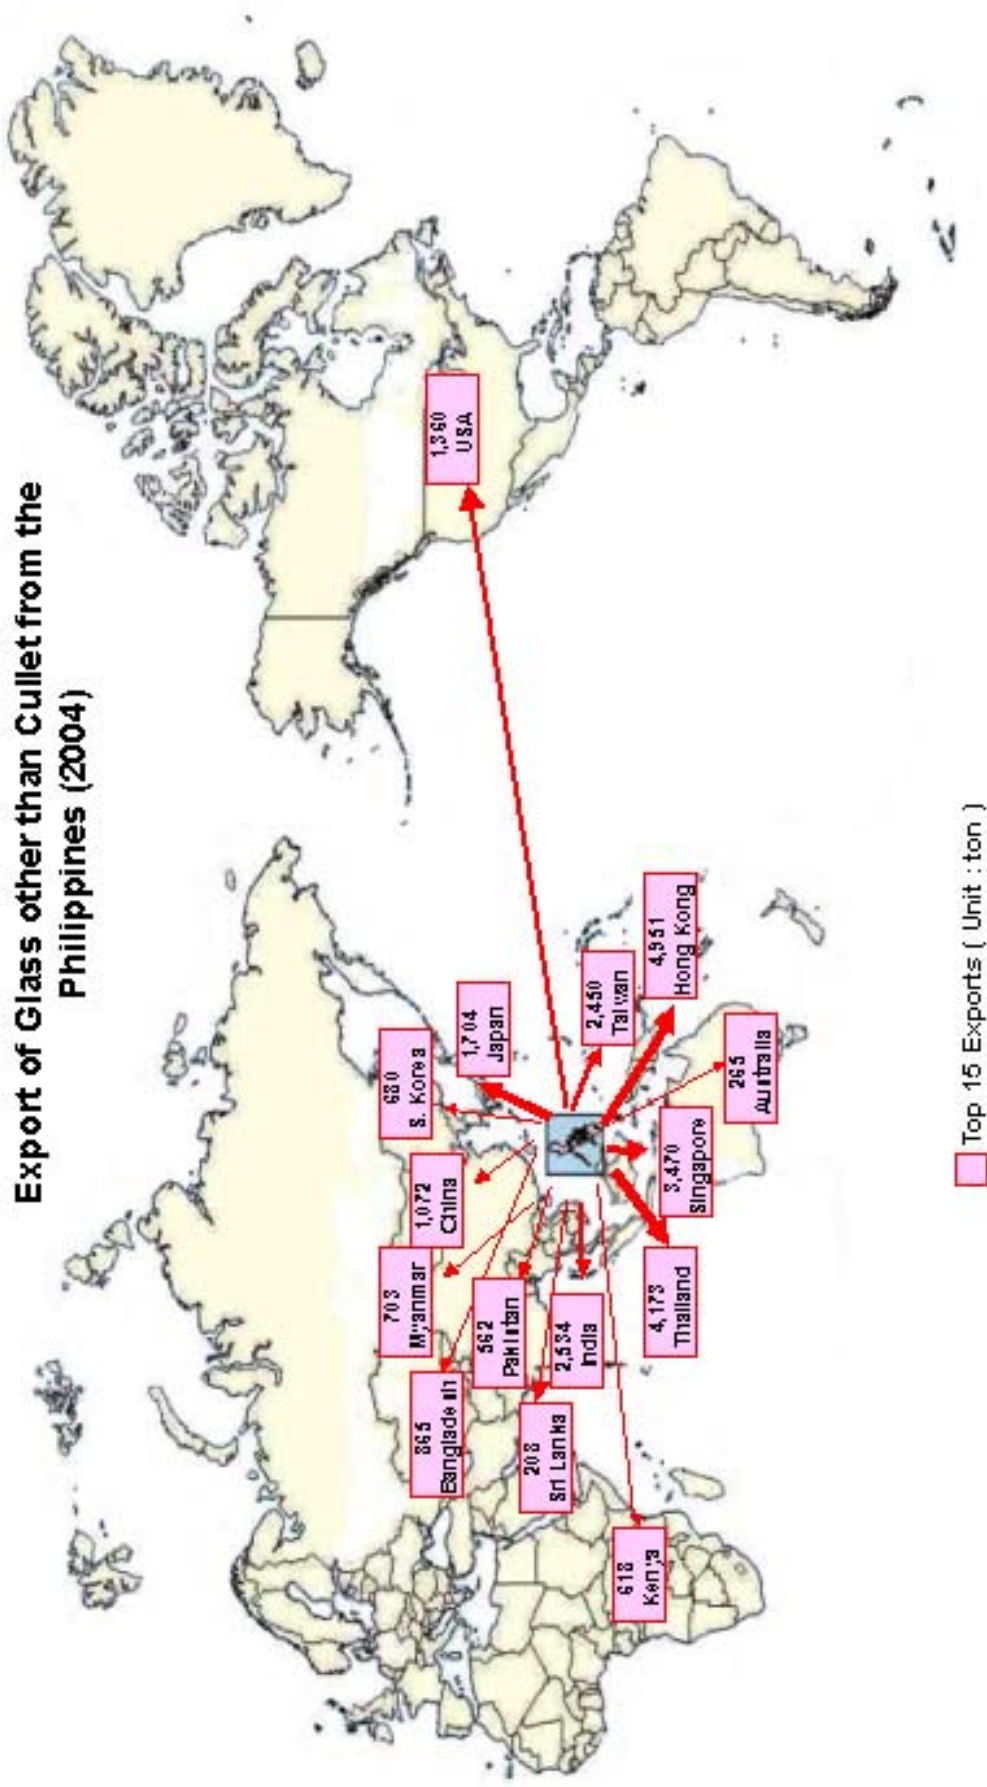 Export of Glass other than Cullet from the
Philippines (2004)
1,360
USA
680
S. Korea
1,704
Japan
2,450
Taiwan
4,951
Hong Kong
1,072
China
265
Australia
703
Myanmar
3,470
Singapore
562
Pakistan
2,534
India
4,173
Thailand
865
Bangladesh
208
Sri Lanka
618
Kenya
Top 15 Exports ( Unit : ton )